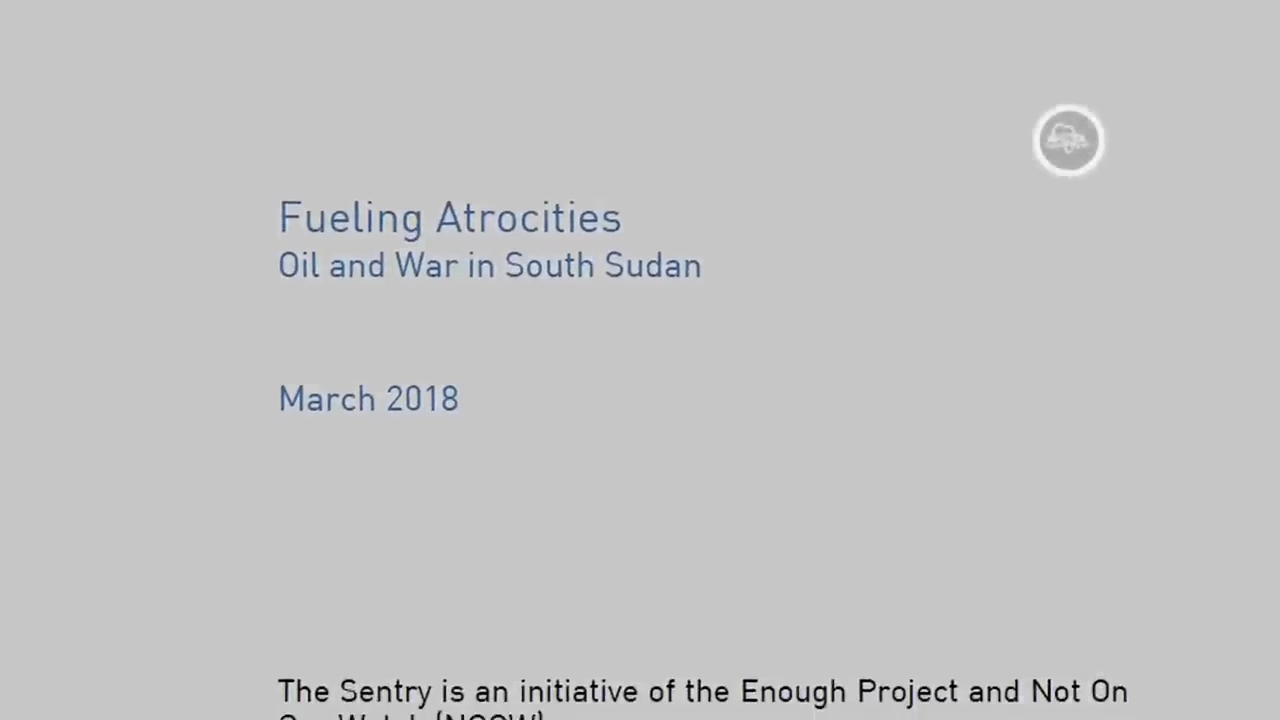 Fueling Atrocities
Oil and War in South Sudan
March 2018
The Sentry is an initiative of the Enough Project and Not On